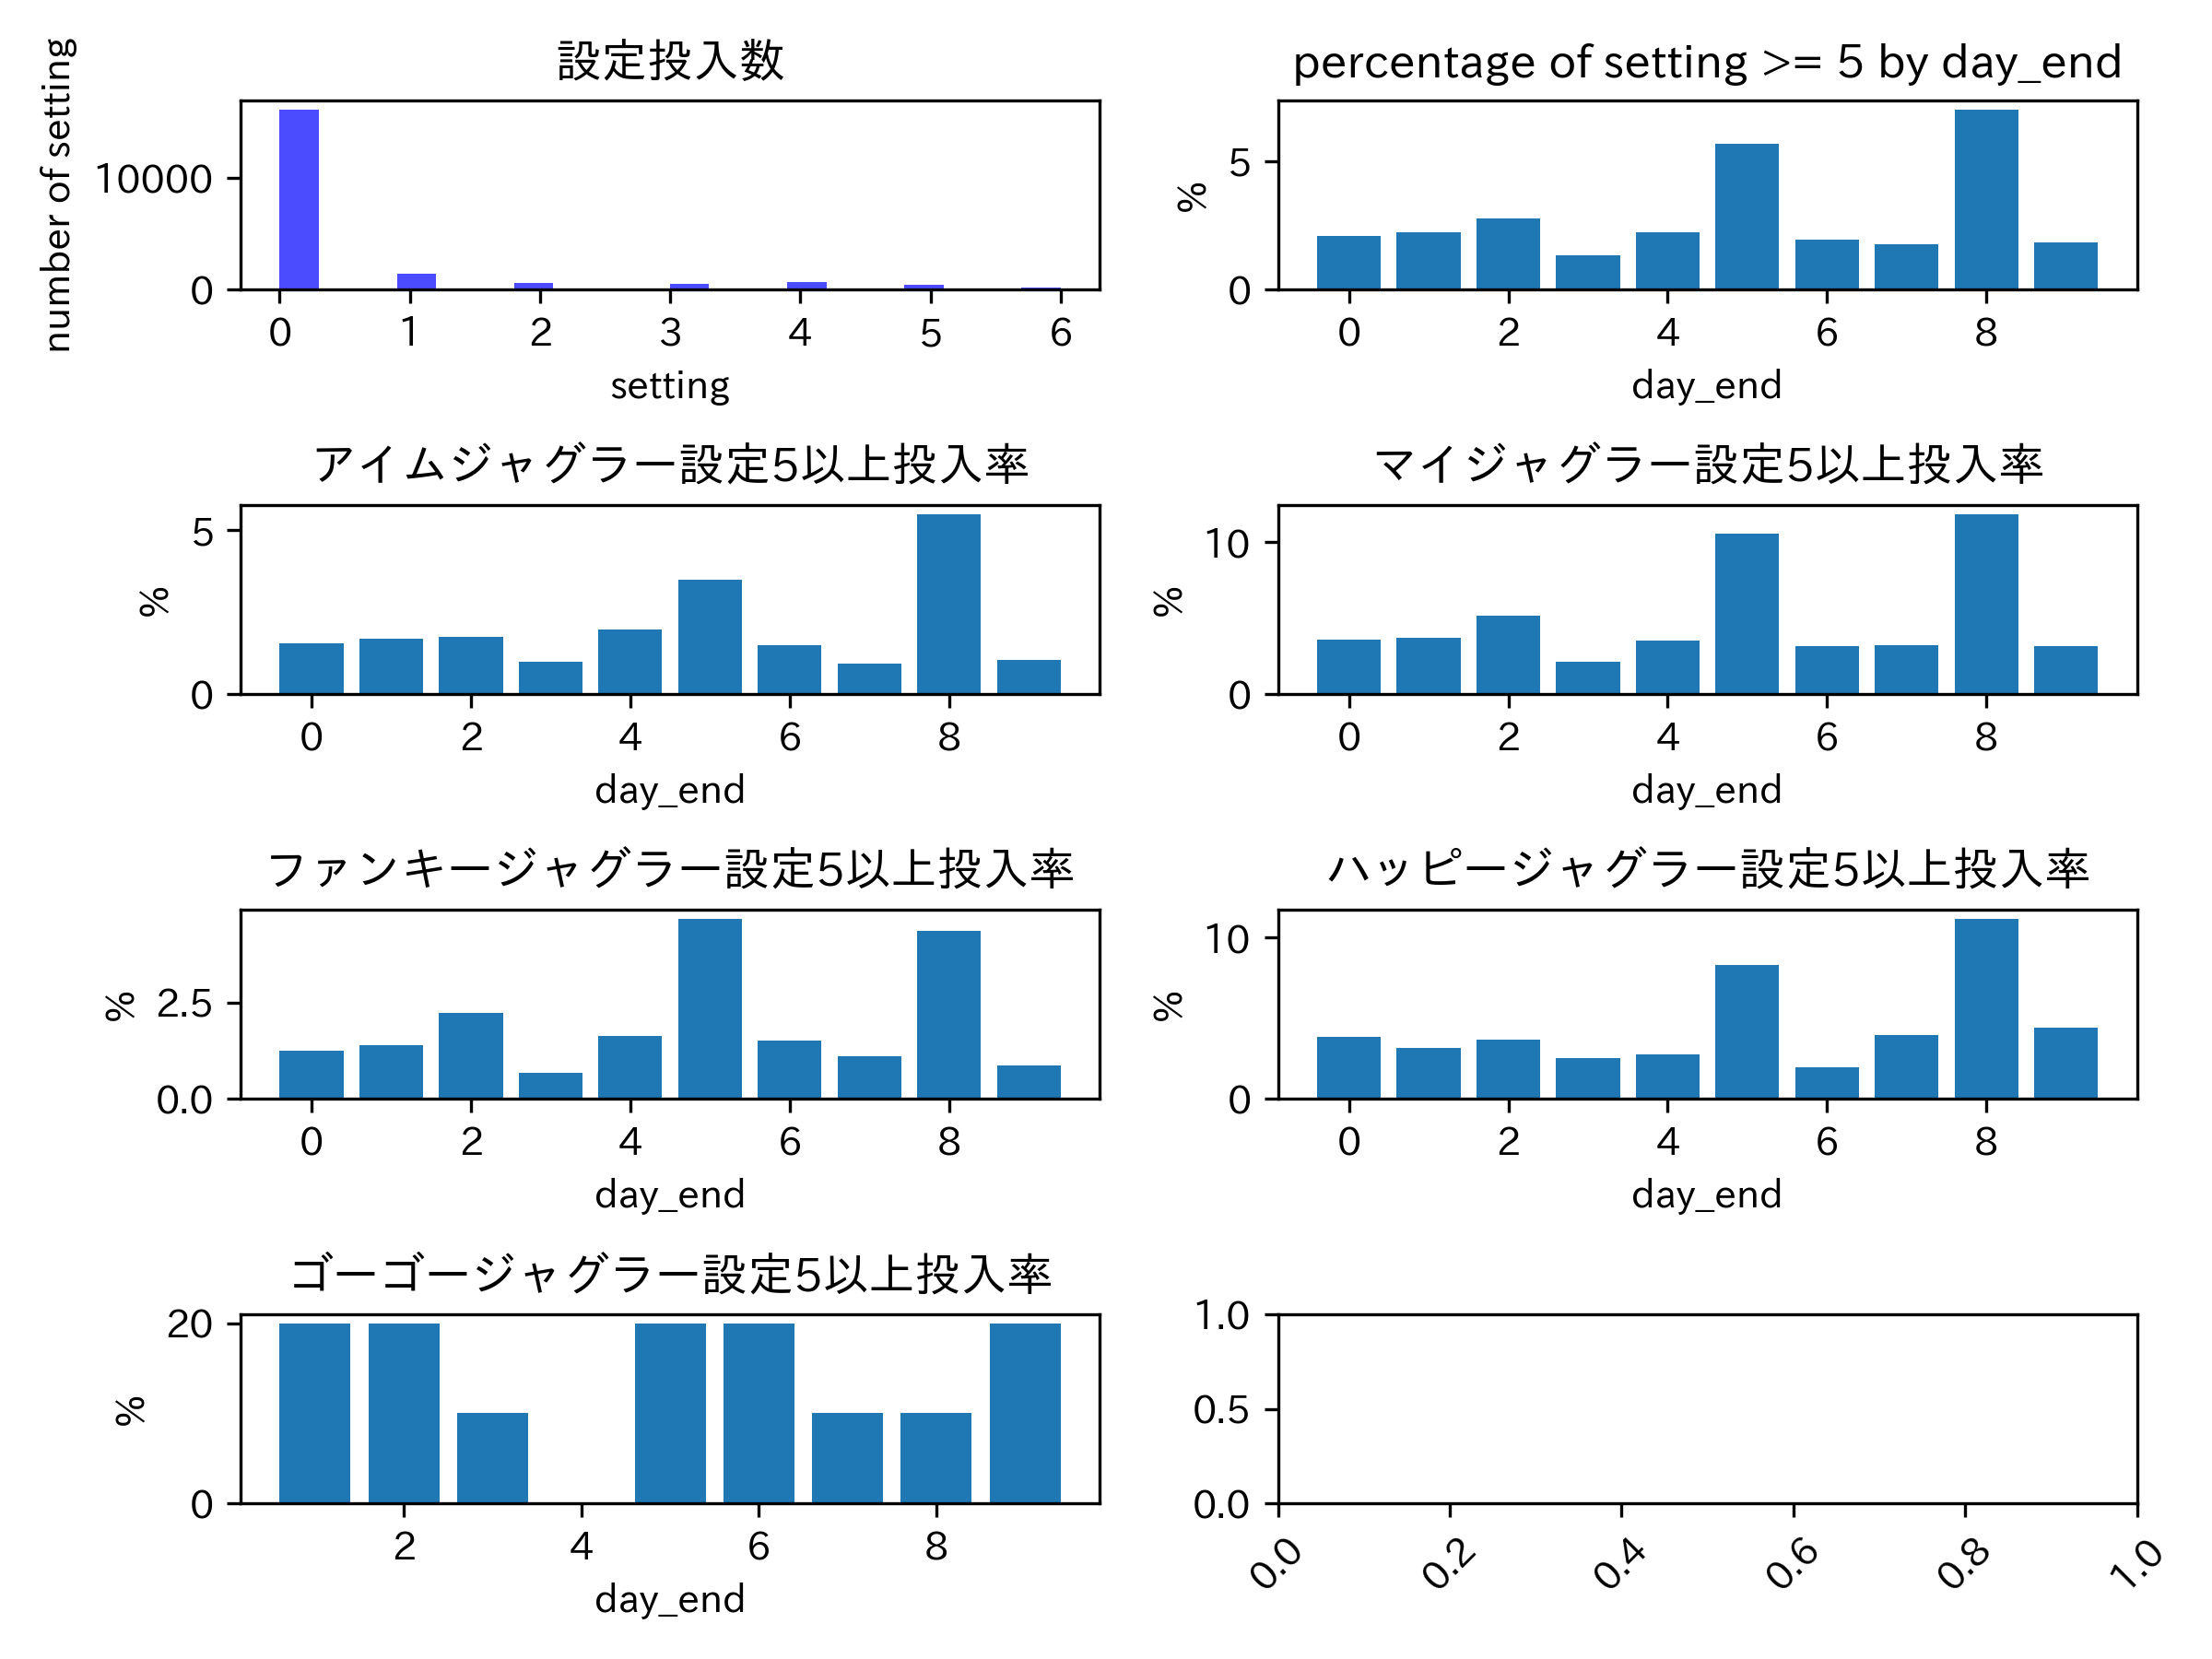 設定投入数
number of setting
10000
0
0 1 2 3 4 5 6
setting
percentage of setting >= 5 by day_end
%
5
0
0 2 4 6 8
day_end
アイムジャグラー設定5以上投入率
%
5
0
0 2 4 6 8
day_end
マイジャグラー設定5以上投入率
%
10
0
0 2 4 6 8
day_end
ファンキージャグラー設定5以上投入率
%
2.5
0.0
0 2 4 6 8
day_end
ハッピージャグラー設定5以上投入率
%
10
0
0 2 4 6 8
day_end
ゴーゴージャグラー設定5以上投入率
%
20
0
2 4 6 8
day_end
1.0
0.5
0.0
0.0 0.2 0.4 0.6 0.8 1.0